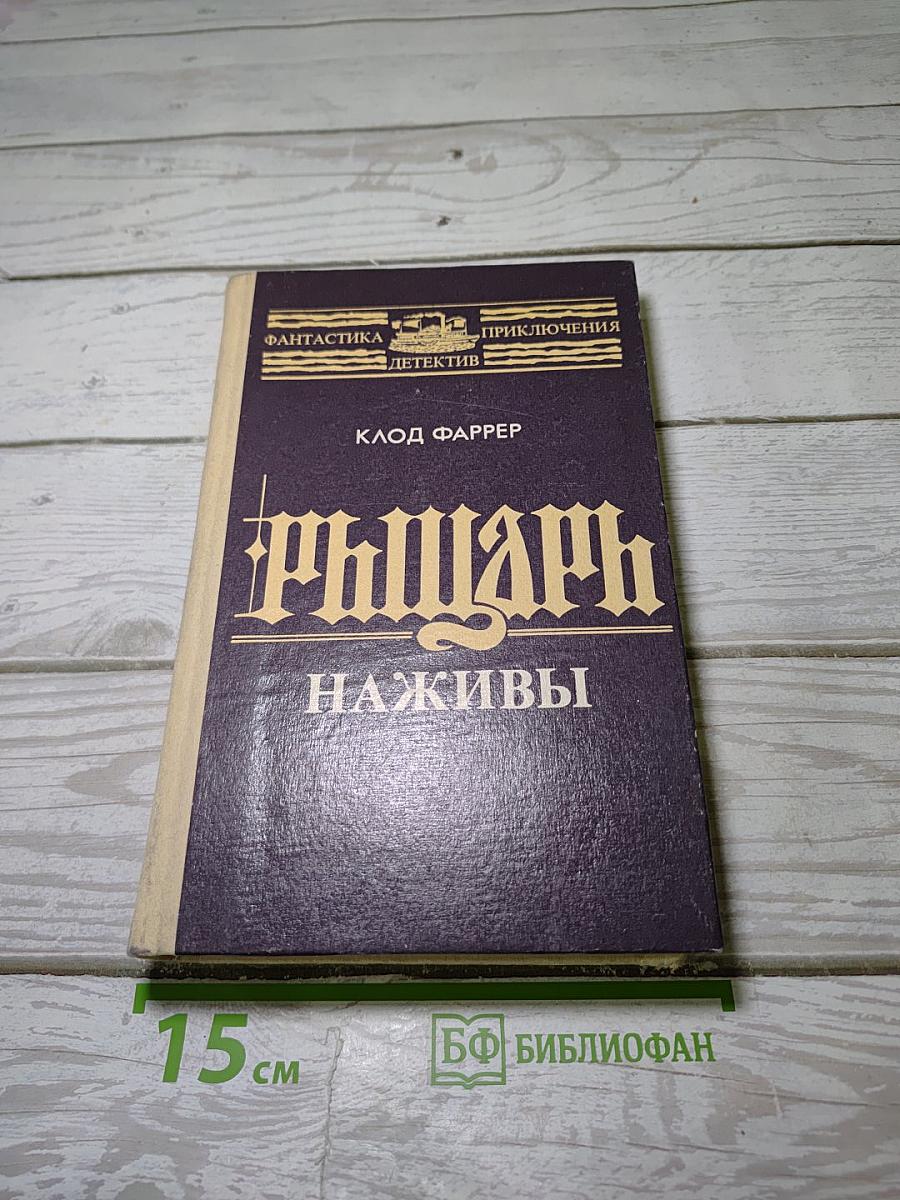 ФАНТАСТИКА ПРИКЛЮЧЕНИЯ
ДЕТЕКТИВ
КЛОД ФАРРЕР
РЫЦАРЬ
НАЖИВЫ
15 см
БФ БИБЛИОФАН